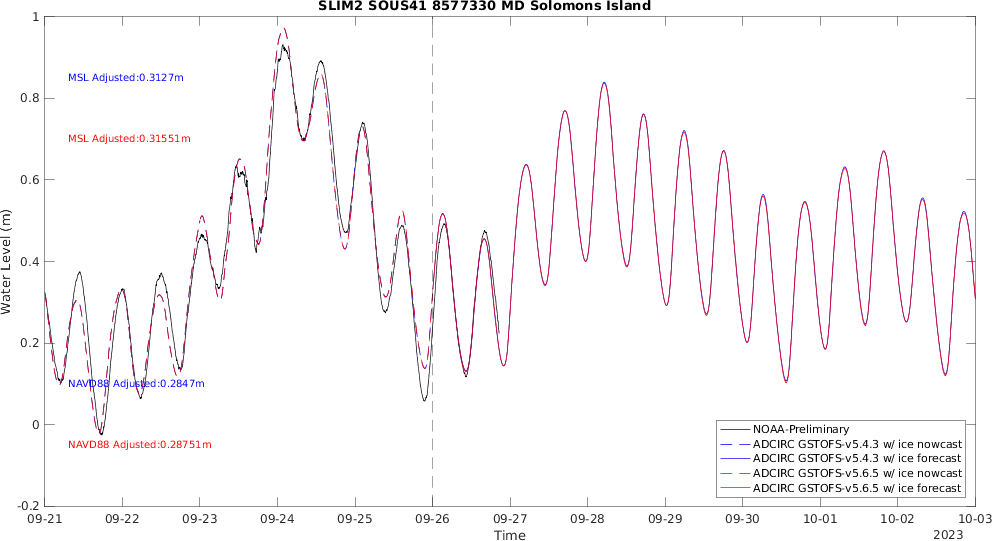 SLIM2 SOUS41 8577330 MD Solomons Island
1
0.8
0.6
0.4
0.2
0
-0.2
Water Level (m)
MSL Adjusted:0.3127m
MSL Adjusted:0.31551m
NAVD88 Adjusted:0.2847m
NAVD88 Adjusted:0.28751m
NOAA-Preliminary
ADCIRC GSTOFS-v5.4.3 w/ ice nowcast
ADCIRC GSTOFS-v5.4.3 w/ ice forecast
ADCIRC GSTOFS-v5.6.5 w/ ice nowcast
ADCIRC GSTOFS-v5.6.5 w/ ice forecast
09-21 09-22 09-23 09-24 09-25 09-26 09-27 09-28 09-29 09-30 10-01 10-02 10-03
Time
2023